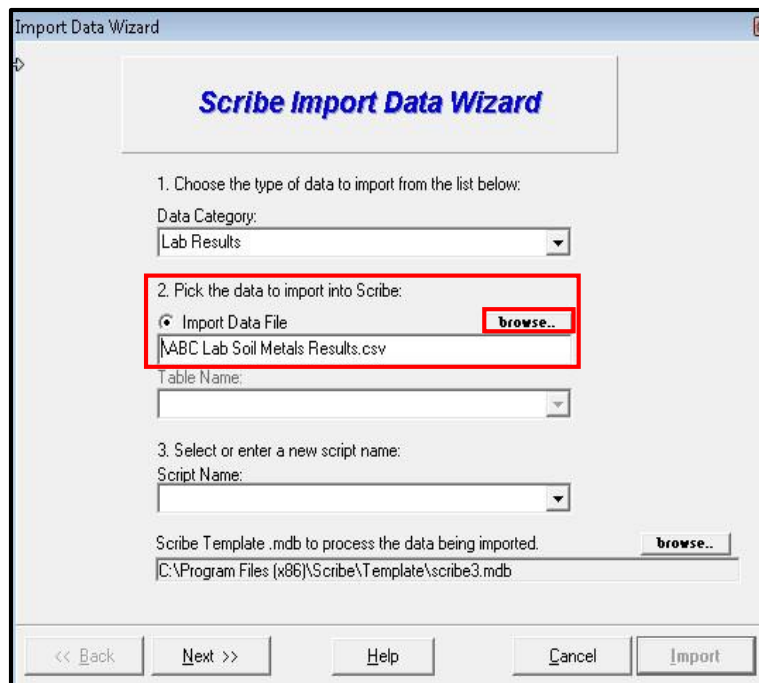 Import Data Wizard
Scribe Import Data Wizard
1. Choose the type of data to import from the list below:
Data Category:
Lab Results
2. Pick the data to import into Scribe:
Import Data File browse..
\ABC Lab Soil Metals Results.csv
Table Name:
3. Select or enter a new script name:
Script Name:
Scribe Template .mdb to process the data being imported. browse..
C:\Program Files (x86)\Scribe\Template\scribe3.mdb
<< Back Next >> Help Cancel Import